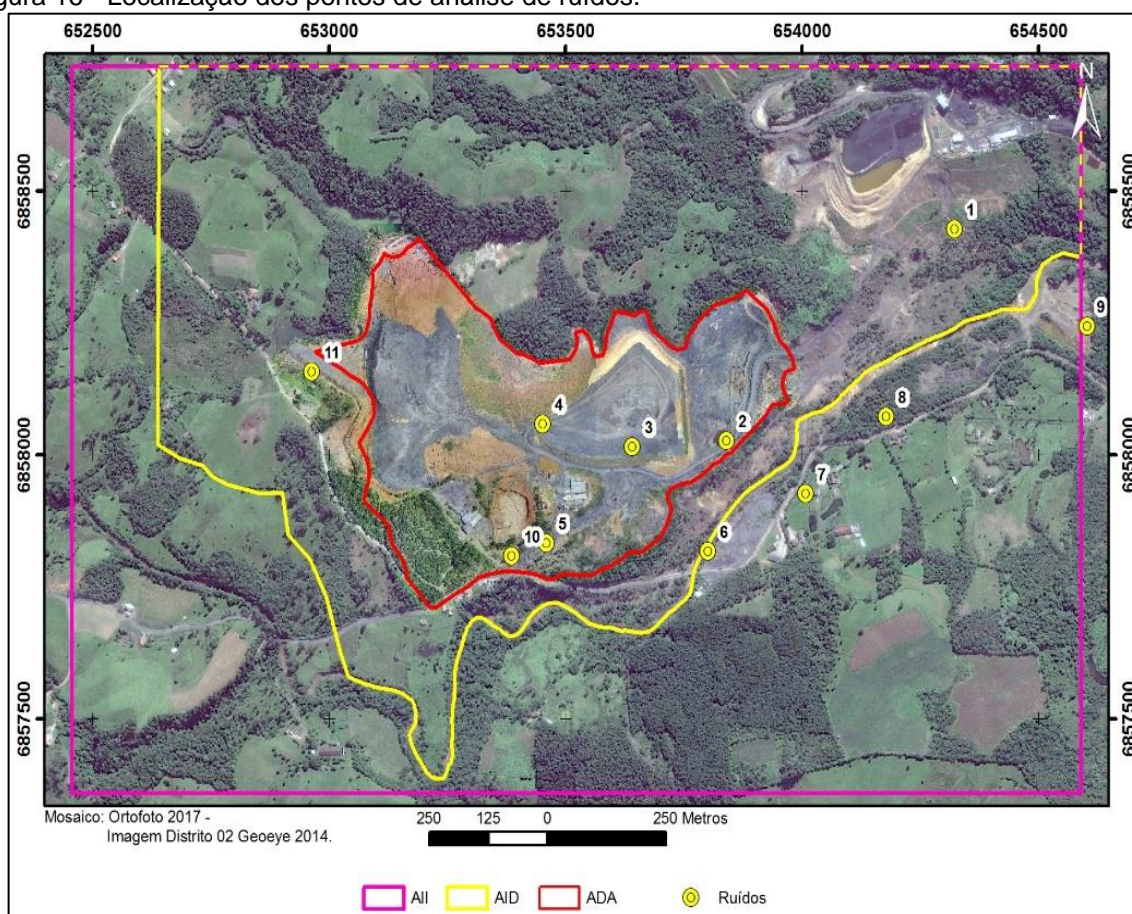 gura 16 - Localização dos pontos de análise de ruídos.
652500 653000 653500 654000 654500
N
6858500 6858500
1
9
11
8
4
2
3
6858000 6858000
7
10 5
6
6857500 6857500
Mosaico: Ortofoto 2017 -
Imagem Distrito 02 Geoeye 2014.
250 125 0 250 Metros
AII AID ADA Ruídos